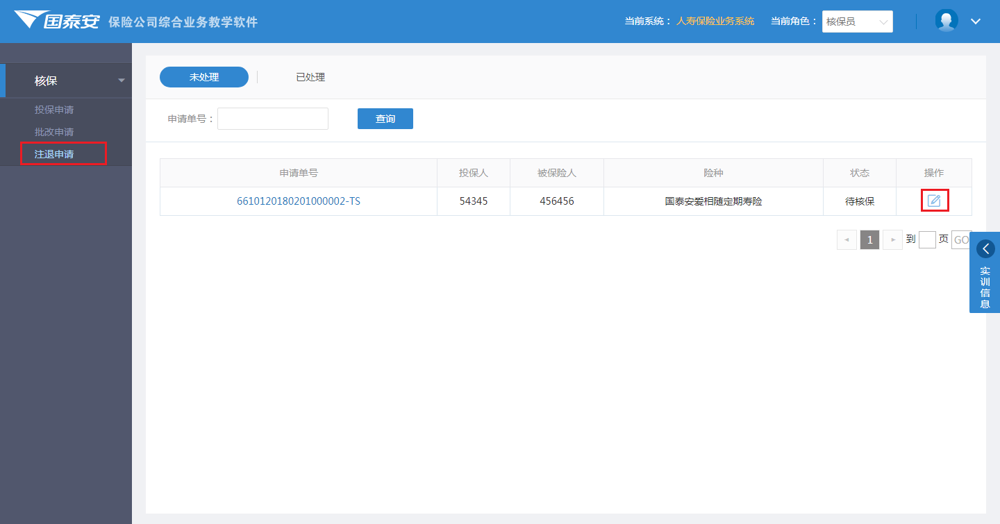 国泰安 保险公司综合业务教学软件 当前系统： 人寿保险业务系统 当前角色： 核保员
核保
投保申请
批改申请
注退申请
未处理 已处理
申请单号： 查询
申请单号 投保人 被保险人 险种 状态 操作
6610120180201000002-TS 54345 456456 国泰安爱相随定期寿险 待核保
1 到 页 GO
实训信息